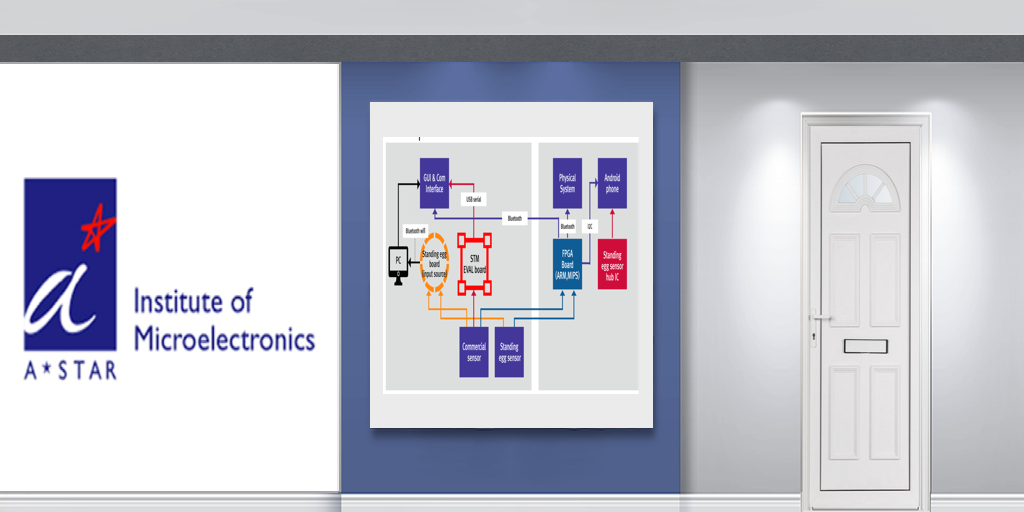 a
A★STAR
Institute of
Microelectronics
GUI & Com
Interface
USB serial
Bluetooth
Bluetooth wifi
PC
Standing egg
board
(input source)
STM
EVAL board
Commercial
sensor
Standing
egg sensor
Physical
System
Android
phone
Bluetooth
I2C
FPGA
Board
(ARM,MIPS)
Standing
egg sensor
hub IC